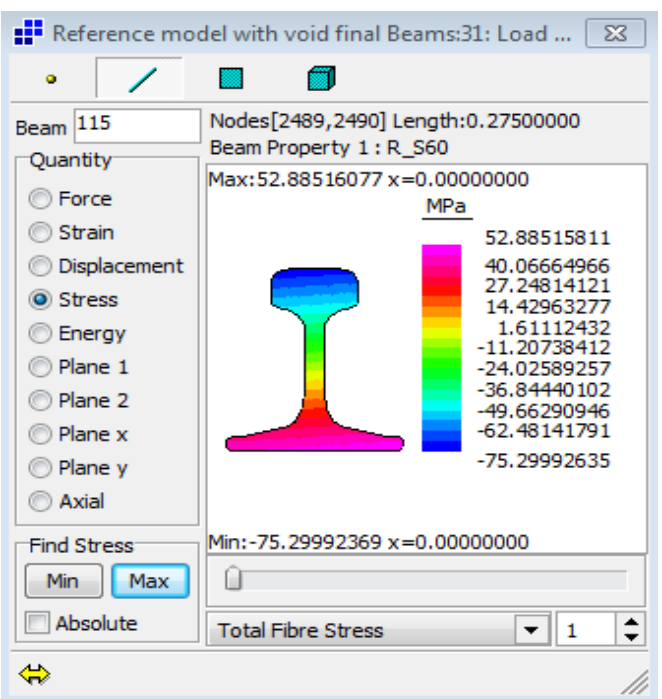 Reference model with void final Beams:31: Load ...
Beam 115
Nodes[2489,2490] Length:0.27500000
Beam Property 1 : R_S60
Quantity
Force
Strain
Displacement
Stress
Energy
Plane 1
Plane 2
Plane x
Plane y
Axial
Max:52.88516077 x=0.00000000
MPa
52.88515811
40.06664966
27.24814121
14.42963277
1.61112432
-11.20738412
-24.02589257
-36.84440102
-49.66290946
-62.48141791
-75.29992635
Min:-75.29992369 x=0.00000000
Find Stress
Min Max
Absolute
Total Fibre Stress 1